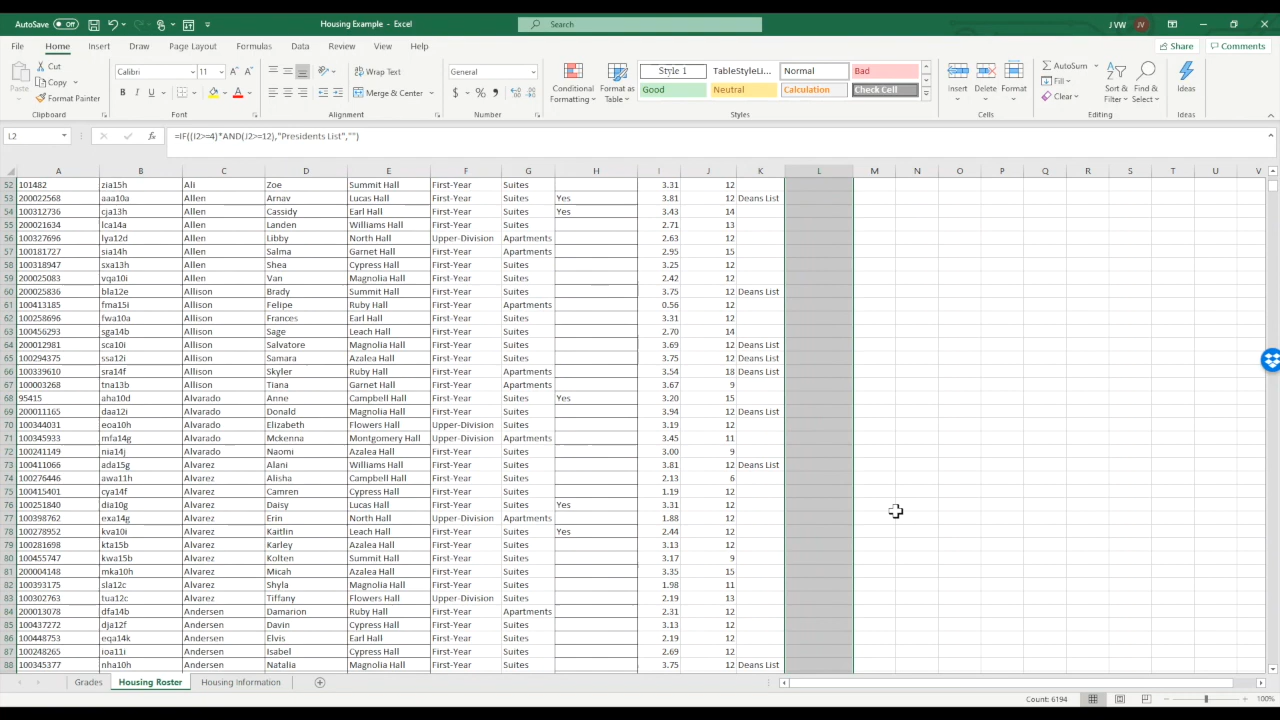 AutoSave Off Housing Example - Excel Search J VW JV
File Home Insert Draw Page Layout Formulas Data Review View Help Share Comments
Cut Calibri 11 A A Wrap Text General Style 1 TableStyleLi... Normal Bad AutoSum
Copy Fill
Paste Format Painter B I U A Merge & Center $ % Conditional Formatting Format as Table Good Neutral Calculation Check Cell Insert Delete Format Clear Sort & Filter Find & Select Ideas
Clipboard Font Alignment Number Styles Cells Editing Ideas
L2 fx =IF((I2>=4)*AND(J2>=12),"Presidents List","")
A B C D E F G H I J K L M N O P Q R S T U V
52 101482 zia15h Ali Zoe Summit Hall First-Year Suites 3.31 12
53 200022568 aaa10a Allen Arnav Lucas Hall First-Year Suites Yes 3.81 12 Deans List
54 100312736 cja13h Allen Cassidy Earl Hall First-Year Suites Yes 3.43 14
55 200021634 lca14a Allen Landen Williams Hall First-Year Suites 2.71 13
56 100327696 lya12d Allen Libby North Hall Upper-Division Apartments 2.63 12
57 100181727 sia14h Allen Salma Garnet Hall First-Year Apartments 2.95 15
58 100318947 sxa13h Allen Shea Cypress Hall First-Year Suites 3.25 12
59 200025083 vqa10i Allen Van Magnolia Hall First-Year Suites 2.42 12
60 200025836 bla12e Allison Brady Summit Hall First-Year Suites 3.75 12 Deans List
61 100413185 fma15i Allison Felipe Ruby Hall First-Year Apartments 0.56 12
62 100258696 fwa10a Allison Frances Earl Hall First-Year Suites 3.31 12
63 100456293 sga14b Allison Sage Leach Hall First-Year Suites 2.70 14
64 200012981 sca10i Allison Salvatore Magnolia Hall First-Year Suites 3.69 12 Deans List
65 100294375 ssa12i Allison Samara Azalea Hall First-Year Suites 3.75 12 Deans List
66 100339610 sra14f Allison Skyler Ruby Hall First-Year Apartments 3.54 18 Deans List
67 100003268 tna13b Allison Tiana Garnet Hall First-Year Apartments 3.67 9
68 95415 aha10d Alvarado Anne Campbell Hall First-Year Suites Yes 3.20 15
69 200011165 daa12i Alvarado Donald Magnolia Hall First-Year Suites 3.94 12 Deans List
70 100344031 eoa10h Alvarado Elizabeth Flowers Hall Upper-Division Suites 3.19 12
71 100345933 mfa14g Alvarado Mckenna Montgomery Hall Upper-Division Apartments 3.45 11
72 100241149 nia14j Alvarado Naomi Azalea Hall First-Year Suites 3.00 9
73 100411066 ada15g Alvarez Alani Williams Hall First-Year Suites 3.81 12 Deans List
74 100276446 awa11h Alvarez Alisha Campbell Hall First-Year Suites 2.13 6
75 100415401 cya14f Alvarez Camren Cypress Hall First-Year Suites 1.19 12
76 100251840 dia10g Alvarez Daisy Lucas Hall First-Year Suites Yes 3.31 12
77 100398762 exa14g Alvarez Erin North Hall Upper-Division Apartments 1.88 12
78 100278952 kva10i Alvarez Kaitlin Leach Hall First-Year Suites Yes 2.44 12
79 100281698 kta15b Alvarez Karley Azalea Hall First-Year Suites 3.13 12
80 100455747 kwa15b Alvarez Kolten Summit Hall First-Year Suites 3.17 9
81 200004148 mka10h Alvarez Micah Azalea Hall First-Year Suites 3.35 15
82 100393175 sla12c Alvarez Shyla Magnolia Hall First-Year Suites 1.98 11
83 100302763 tua12c Alvarez Tiffany Flowers Hall Upper-Division Suites 2.19 13
84 200013078 dfa14b Andersen Damarion Ruby Hall First-Year Apartments 2.31 12
85 100437272 dja12f Andersen Davin Cypress Hall First-Year Suites 3.13 12
86 100448753 eqa14k Andersen Elvis Earl Hall First-Year Suites 2.19 12
87 100248265 ioa11i Andersen Isabel Cypress Hall First-Year Suites 2.69 12
88 100345377 nha10h Andersen Natalia Magnolia Hall First-Year Suites 3.75 12 Deans List
Grades Housing Roster Housing Information
Count: 6194 100%